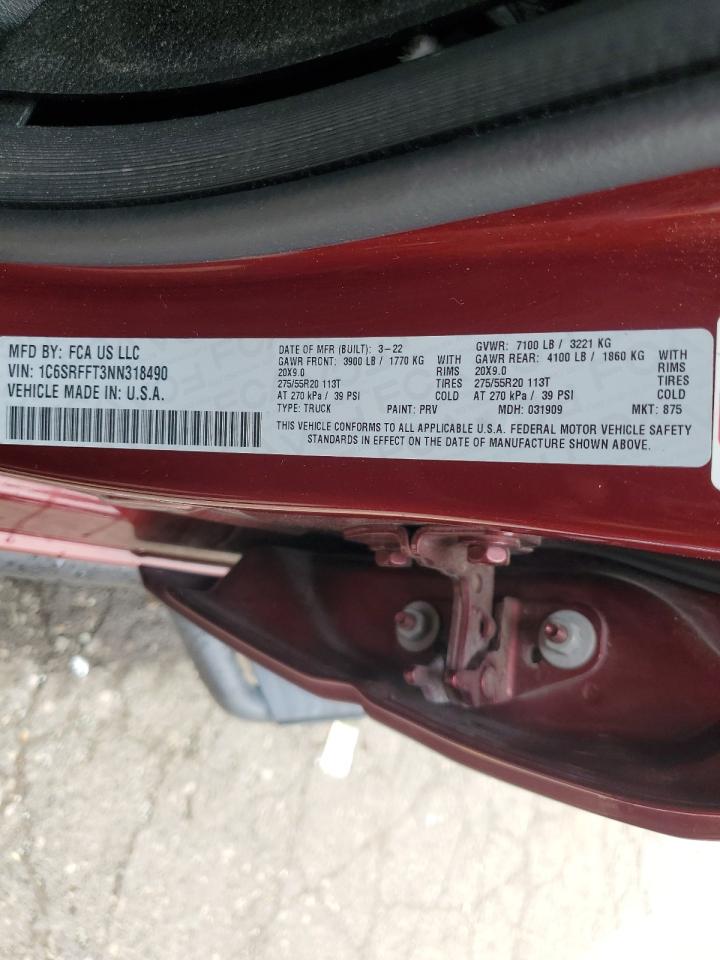 MFD BY: FCA US LLC
VIN: 1C6SRFFT3NN318490
VEHICLE MADE IN: U.S.A.
DATE OF MFR (BUILT): 3-22
GAWR FRONT: 3900 LB / 1770 KG WITH
20X9.0 RIMS
275/55R20 113T TIRES
AT 270 kPa / 39 PSI COLD
TYPE: TRUCK PAINT: PRV
GVWR: 7100 LB / 3221 KG
GAWR REAR: 4100 LB / 1860 KG WITH
20X9.0 RIMS
275/55R20 113T TIRES
AT 270 kPa / 39 PSI COLD
MDH: 031909 MKT: 875
THIS VEHICLE CONFORMS TO ALL APPLICABLE U.S.A. FEDERAL MOTOR VEHICLE SAFETY
STANDARDS IN EFFECT ON THE DATE OF MANUFACTURE SHOWN ABOVE.